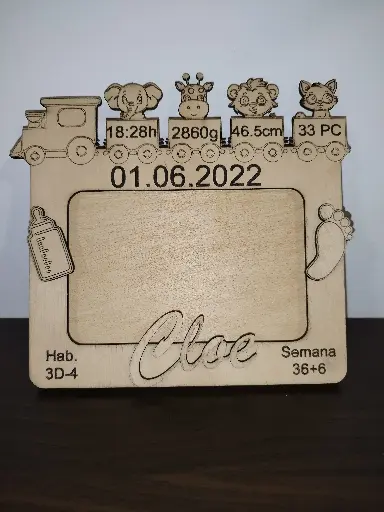 18:28h 2860g 46.5cm 33 PC
01.06.2022
Cloe
Hab. Semana
3D-4 36+6